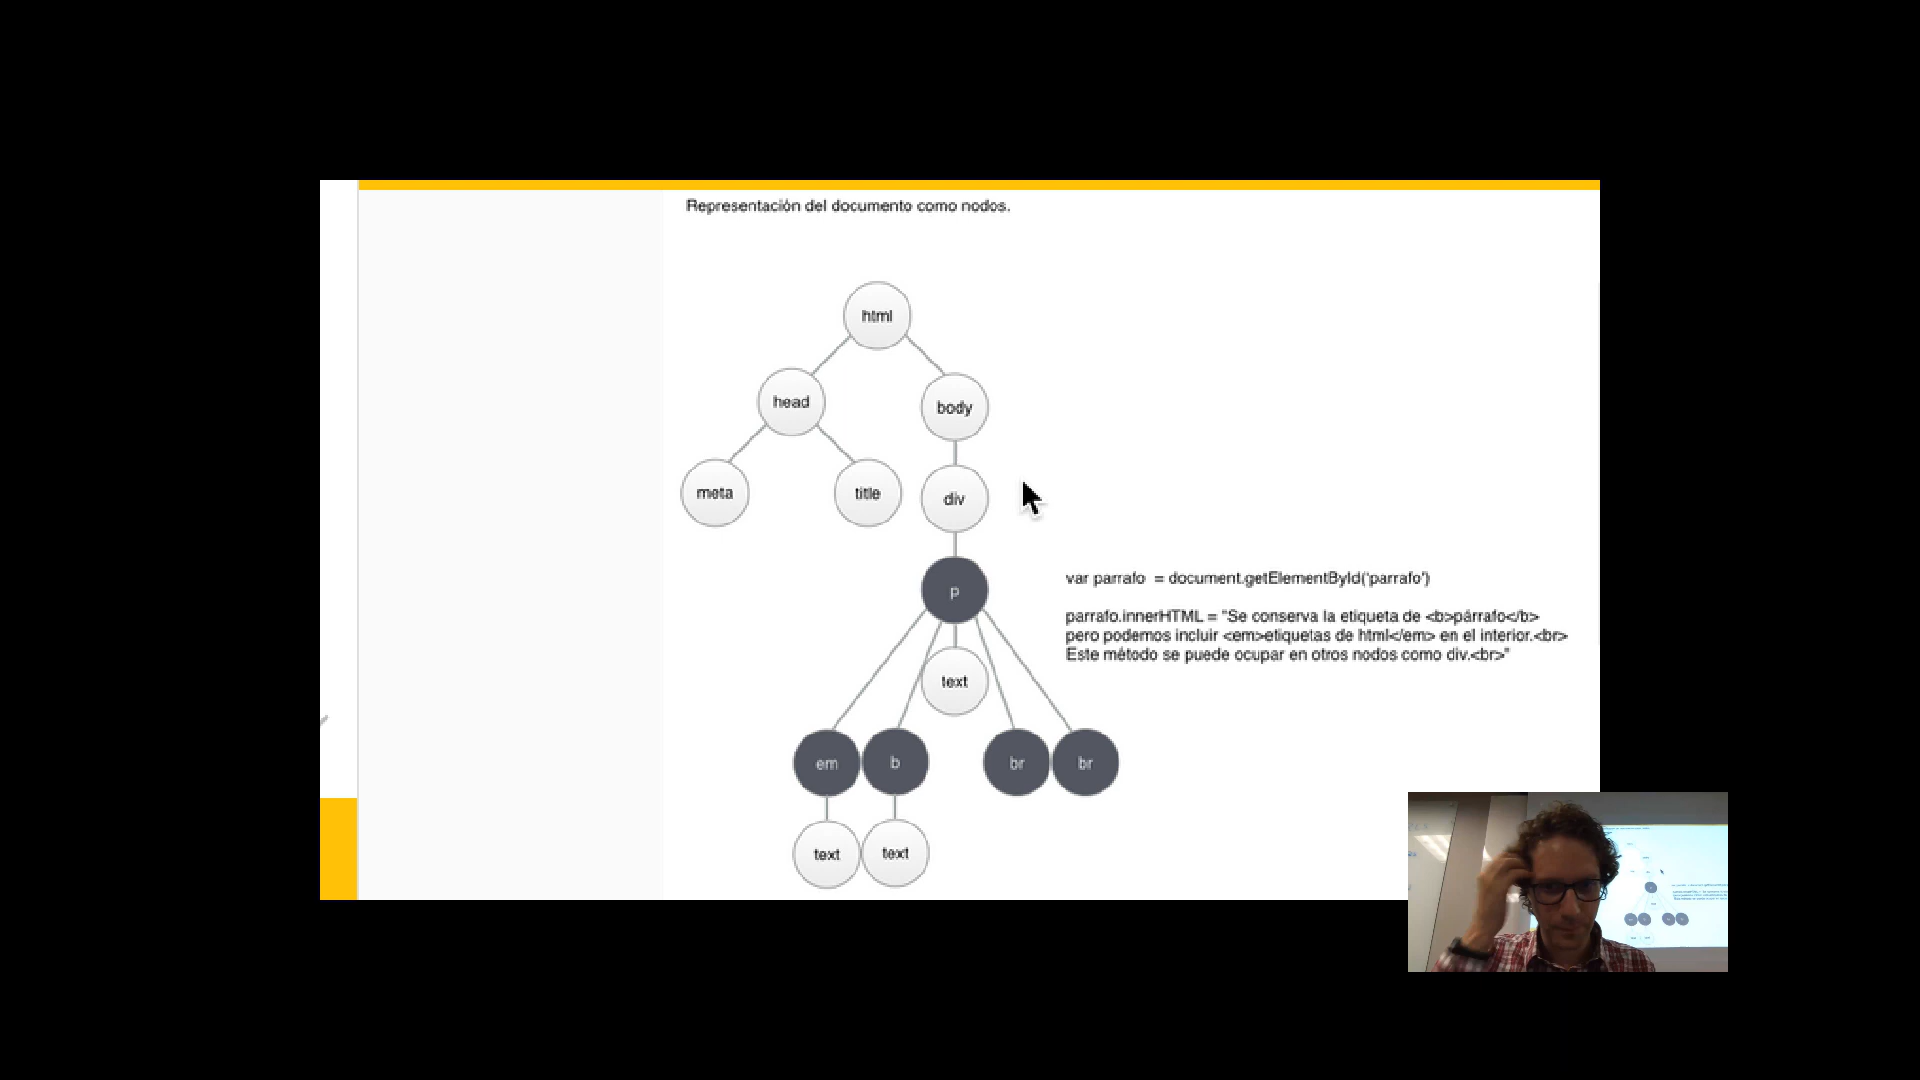 Representación del documento como nodos.
html
head
body
meta
title
div
p
var parrafo = document.getElementById('parrafo')
parrafo.innerHTML = "Se conserva la etiqueta de <b>párrafo</b>
pero podemos incluir <em>etiquetas de html</em> en el interior.<br>
Este método se puede ocupar en otros nodos como div.<br>"
text
em
b
br
br
text
text